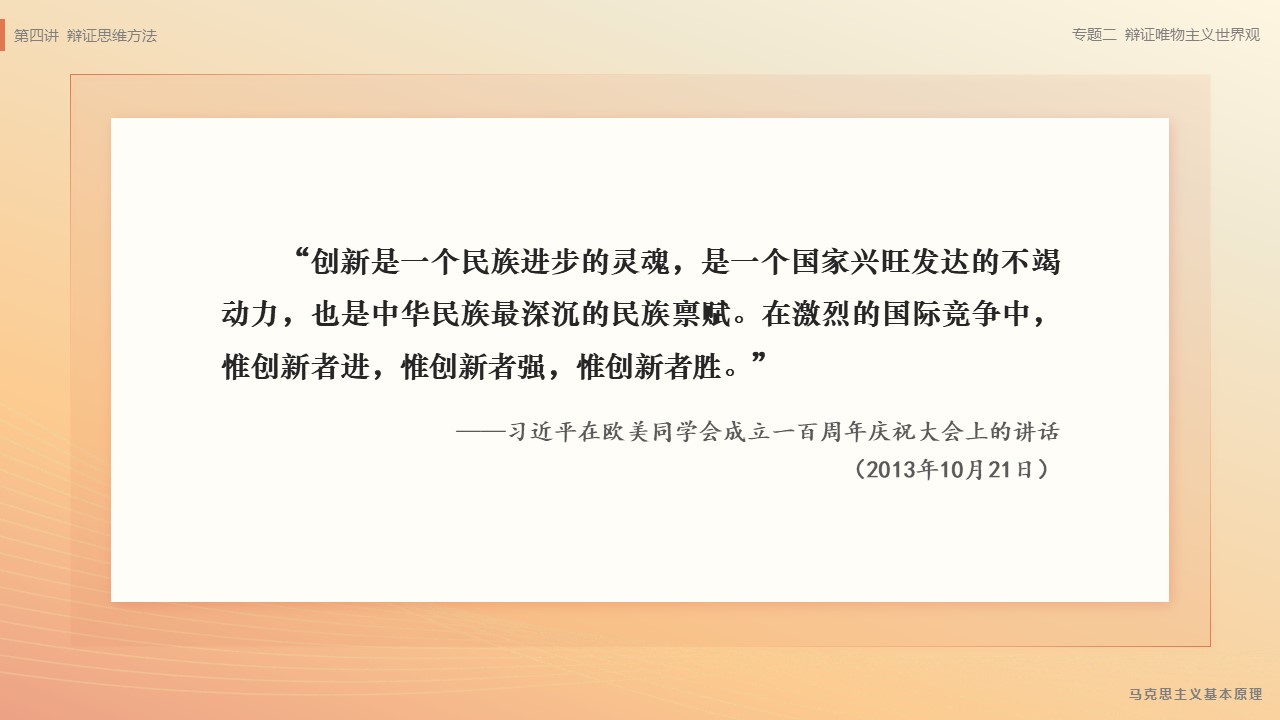 第四讲 辩证思维方法
专题二 辩证唯物主义世界观
“创新是一个民族进步的灵魂，是一个国家兴旺发达的不竭
动力，也是中华民族最深沉的民族禀赋。在激烈的国际竞争中，
惟创新者进，惟创新者强，惟创新者胜。”
——习近平在欧美同学会成立一百周年庆祝大会上的讲话
（2013年10月21日）
马克思主义基本原理